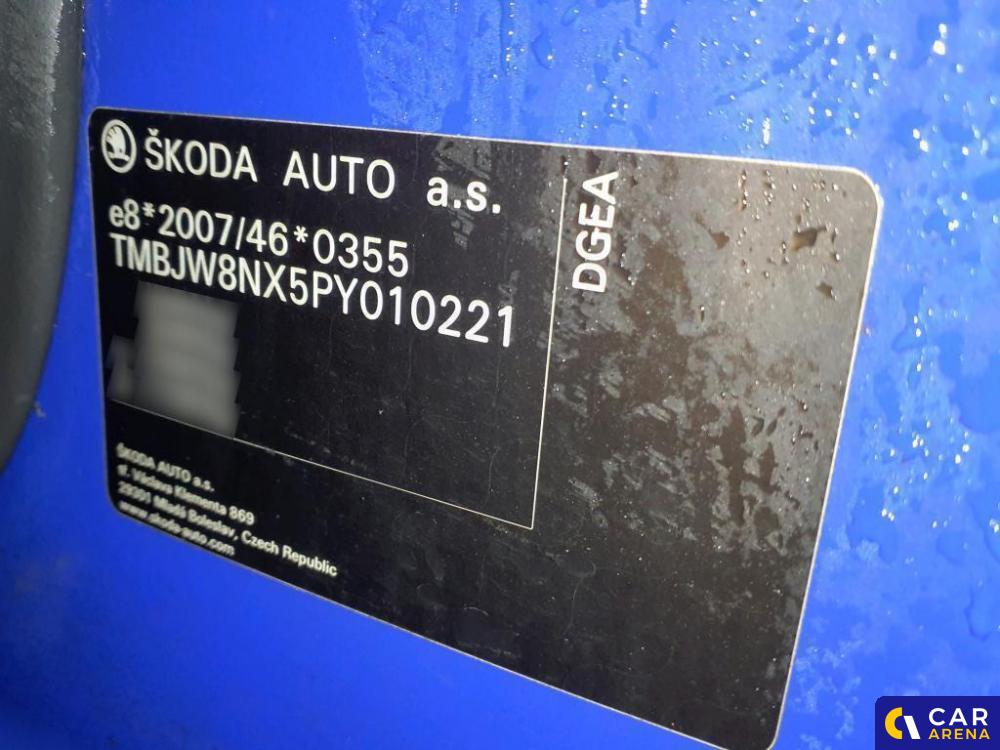 ŠKODA AUTO a.s.
e8*2007/46*0355
TMBJW8NX5PY010221
DGEA
ŠKODA AUTO a.s.
tř. Václava Klementa 869
29301 Mladá Boleslav, Czech Republic
www.skoda-auto.com
CAR
ARENA